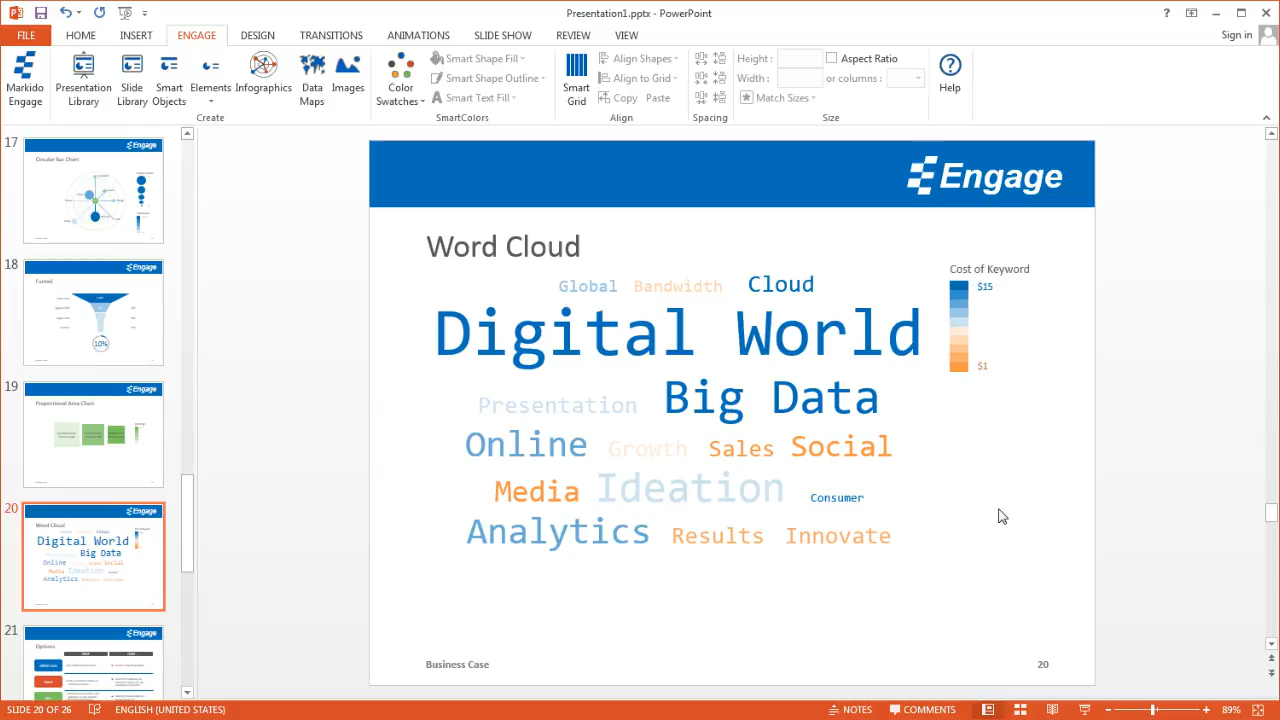 Presentation1.pptx - PowerPoint
FILE HOME INSERT ENGAGE DESIGN TRANSITIONS ANIMATIONS SLIDE SHOW REVIEW VIEW Sign in
Markido Engage
Presentation Library
Slide Library
Smart Objects
Elements
Infographics
Data Maps
Images
Create
Color Swatches
Smart Shape Fill
Smart Shape Outline
Smart Text Fill
SmartColors
Smart Grid
Align Shapes
Align to Grid
Copy Paste
Align
Spacing
Height:
Width:
Aspect Ratio
or columns:
Match Sizes
Size
Help
17
Engage
Circular Bar Chart
18
Engage
Funnel
10%
19
Engage
Proportional Area Chart
20
Engage
Word Cloud
Digital World
Big Data
Online Social
Media Ideation
Analytics
21
Engage
Options
Engage
Word Cloud
Global Bandwidth Cloud
Digital World
Presentation Big Data
Online Growth Sales Social
Media Ideation Consumer
Analytics Results Innovate
Cost of Keyword
$15
$1
Business Case 20
SLIDE 20 OF 26 ENGLISH (UNITED STATES) NOTES COMMENTS 89%